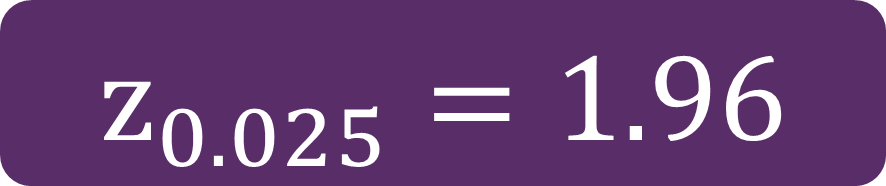 z₀.₀₂₅ = 1.96